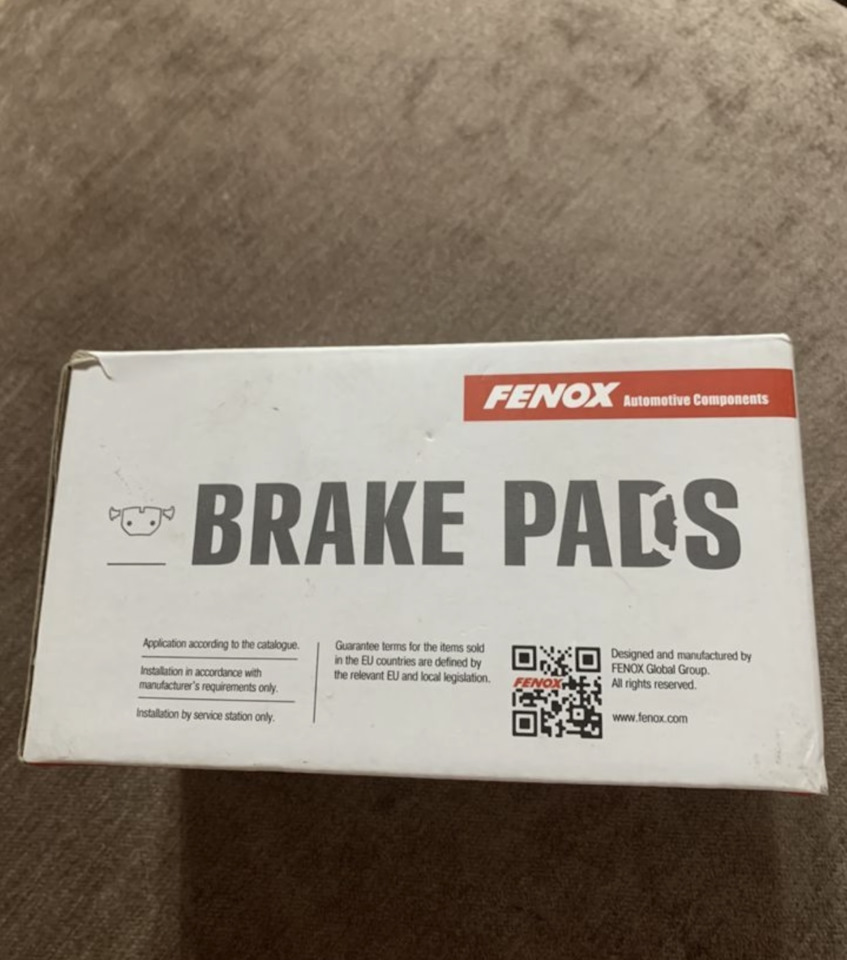 FENOX Automotive Components
BRAKE PADS
Application according to the catalogue.
Installation in accordance with
manufacturer's requirements only.
Installation by service station only.
Guarantee terms for the items sold
in the EU countries are defined by
the relevant EU and local legislation.
FENOX
Designed and manufactured by
FENOX Global Group.
All rights reserved.
www.fenox.com